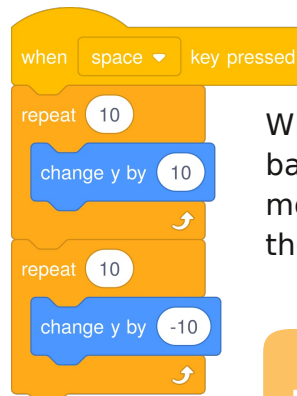 when space key pressed
repeat 10
change y by 10
repeat 10
change y by -10